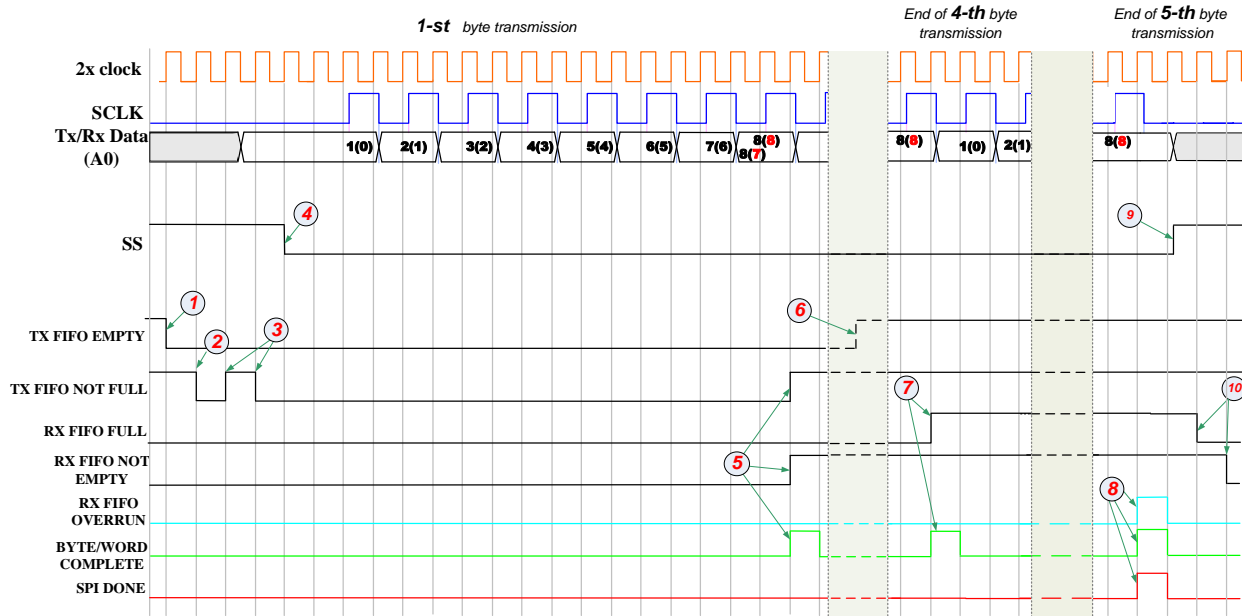 1-st byte transmission
End of 4-th byte
transmission
End of 5-th byte
transmission
2x clock
SCLK
Tx/Rx Data
(A0)
1(0)
2(1)
3(2)
4(3)
5(4)
6(5)
7(6)
8(8)
8(7)
8(8)
1(0)
2(1)
8(8)
4
9
SS
1
6
TX FIFO EMPTY
2
3
TX FIFO NOT FULL
7
10
RX FIFO FULL
RX FIFO NOT
EMPTY
5
8
RX FIFO
OVERRUN
BYTE/WORD
COMPLETE
SPI DONE